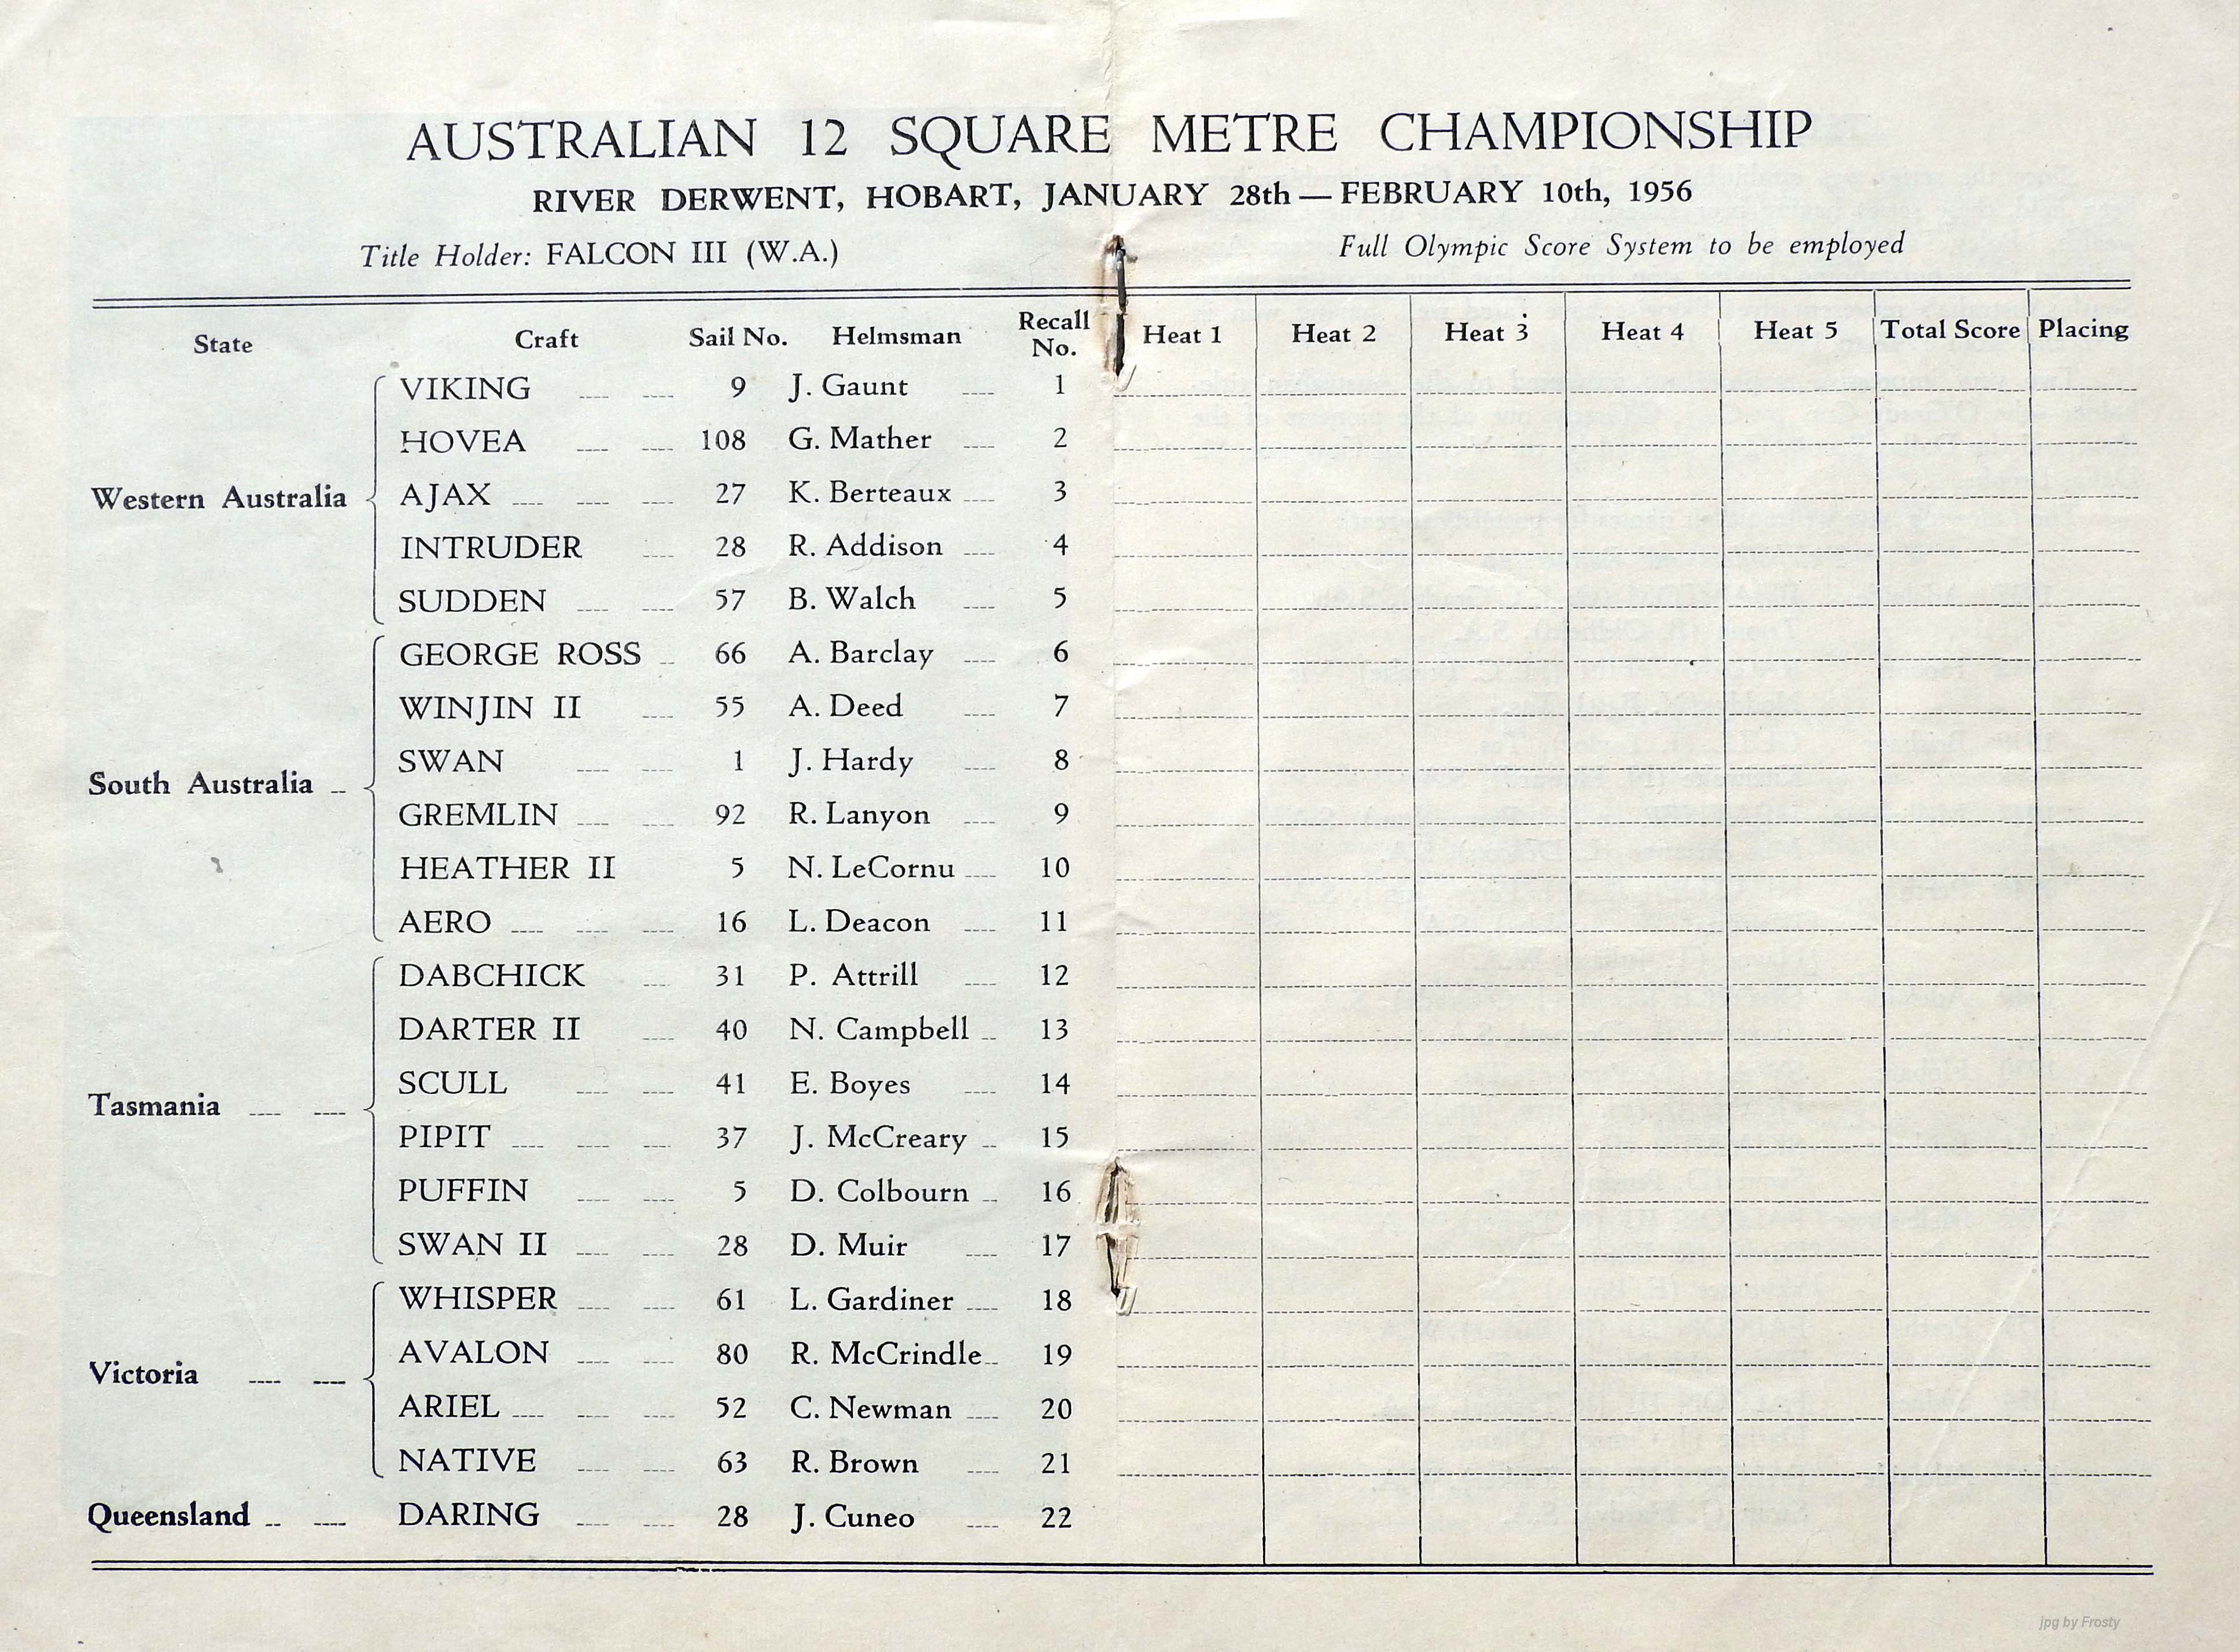 AUSTRALIAN 12 SQUARE METRE CHAMPIONSHIP
RIVER DERWENT, HOBART, JANUARY 28th — FEBRUARY 10th, 1956
Title Holder: FALCON III (W.A.) Full Olympic Score System to be employed
State Craft Sail No. Helmsman Recall No. Heat 1 Heat 2 Heat 3 Heat 4 Heat 5 Total Score Placing
VIKING 9 J. Gaunt 1
HOVEA 108 G. Mather 2
Western Australia AJAX 27 K. Berteaux 3
INTRUDER 28 R. Addison 4
SUDDEN 57 B. Walch 5
GEORGE ROSS 66 A. Barclay 6
WINJIN II 55 A. Deed 7
SWAN 1 J. Hardy 8
South Australia GREMLIN 92 R. Lanyon 9
HEATHER II 5 N. LeCornu 10
AERO 16 L. Deacon 11
DABCHICK 31 P. Attrill 12
DARTER II 40 N. Campbell 13
SCULL 41 E. Boyes 14
Tasmania PIPIT 37 J. McCreary 15
PUFFIN 5 D. Colbourn 16
SWAN II 28 D. Muir 17
WHISPER 61 L. Gardiner 18
AVALON 80 R. McCrindle 19
Victoria ARIEL 52 C. Newman 20
NATIVE 63 R. Brown 21
Queensland DARING 28 J. Cuneo 22
jpg by Frosty